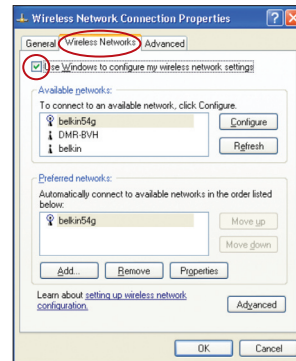 Wireless Network Connection Properties
General Wireless Networks Advanced
Use Windows to configure my wireless network settings
Available networks:
To connect to an available network, click Configure.
belkin54g
DMR-BVH
belkin
Configure
Refresh
Preferred networks:
Automatically connect to available networks in the order listed
below:
belkin54g
Move up
Move down
Add... Remove Properties
Learn about setting up wireless network
configuration.
Advanced
OK Cancel